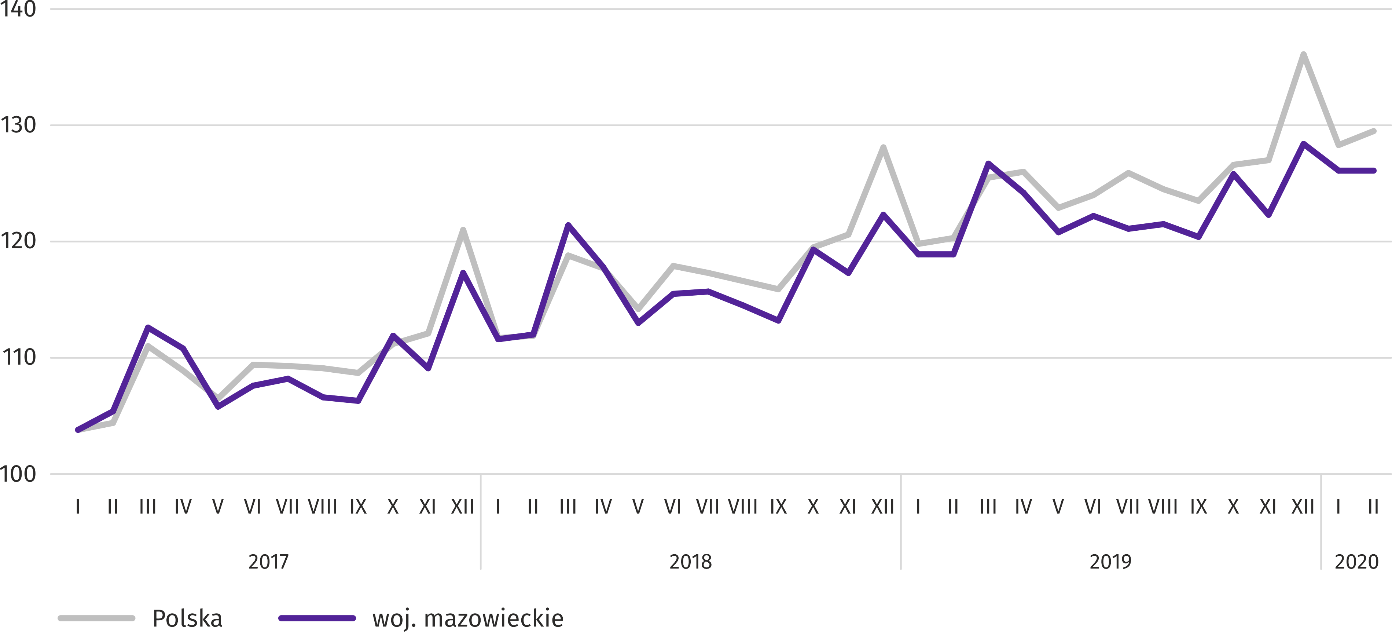 140
130
120
110
100
I II III IV V VI VII VIII IX X XI XII I II III IV V VI VII VIII IX X XI XII I II III IV V VI VII VIII IX X XI XII I II
2017 2018 2019 2020
Polska woj. mazowieckie